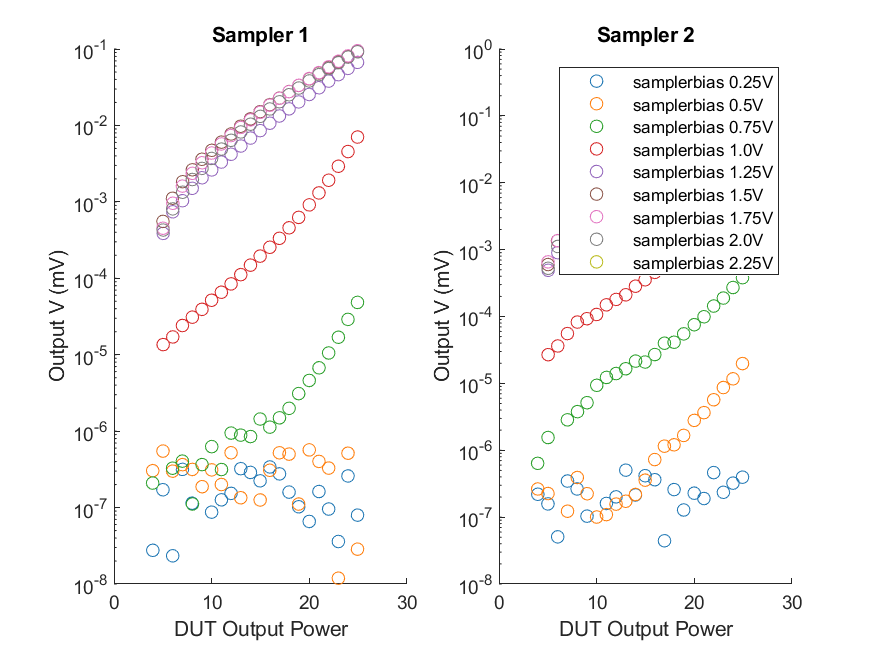 Sampler 1
10^-1
10^-2
10^-3
10^-4
10^-5
10^-6
10^-7
10^-8
Output V (mV)
0
10
20
30
DUT Output Power
Sampler 2
10^0
10^-1
10^-2
10^-3
10^-4
10^-5
10^-6
10^-7
10^-8
Output V (mV)
0
10
20
30
DUT Output Power
samplerbias 0.25V
samplerbias 0.5V
samplerbias 0.75V
samplerbias 1.0V
samplerbias 1.25V
samplerbias 1.5V
samplerbias 1.75V
samplerbias 2.0V
samplerbias 2.25V